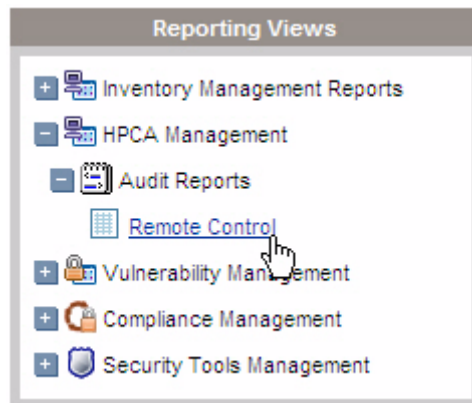 Reporting Views
Inventory Management Reports
HPCA Management
Audit Reports
Remote Control
Vulnerability Management
Compliance Management
Security Tools Management